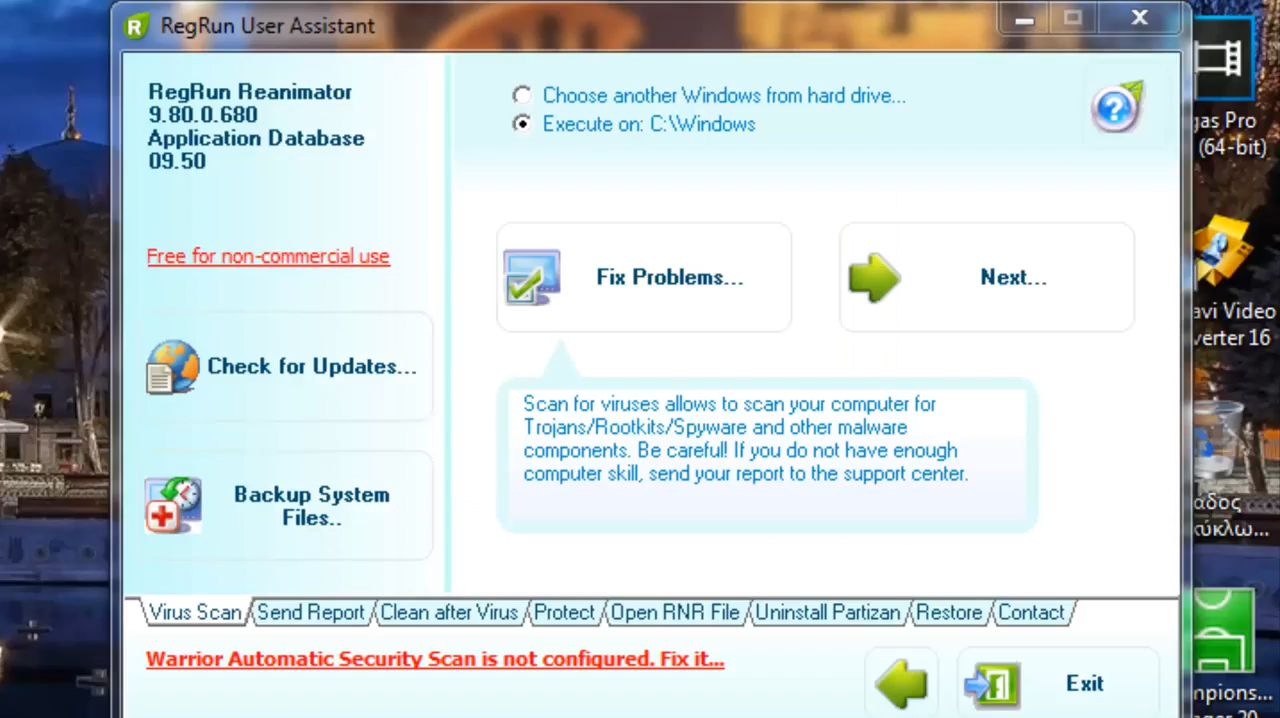 RegRun User Assistant
RegRun Reanimator
9.80.0.680
Application Database
09.50
Free for non-commercial use
Check for Updates...
Backup System
Files..
Choose another Windows from hard drive...
Execute on: C:\Windows
Fix Problems...
Next...
Scan for viruses allows to scan your computer for
Trojans/Rootkits/Spyware and other malware
components. Be careful! If you do not have enough
computer skill, send your report to the support center.
Virus Scan
Send Report
Clean after Virus
Protect
Open RNR File
Uninstall Partizan
Restore
Contact
Warrior Automatic Security Scan is not configured. Fix it...
Exit
gas Pro
(64-bit)
avi Video
verter 16
αδος
κύκλω...
mpions...